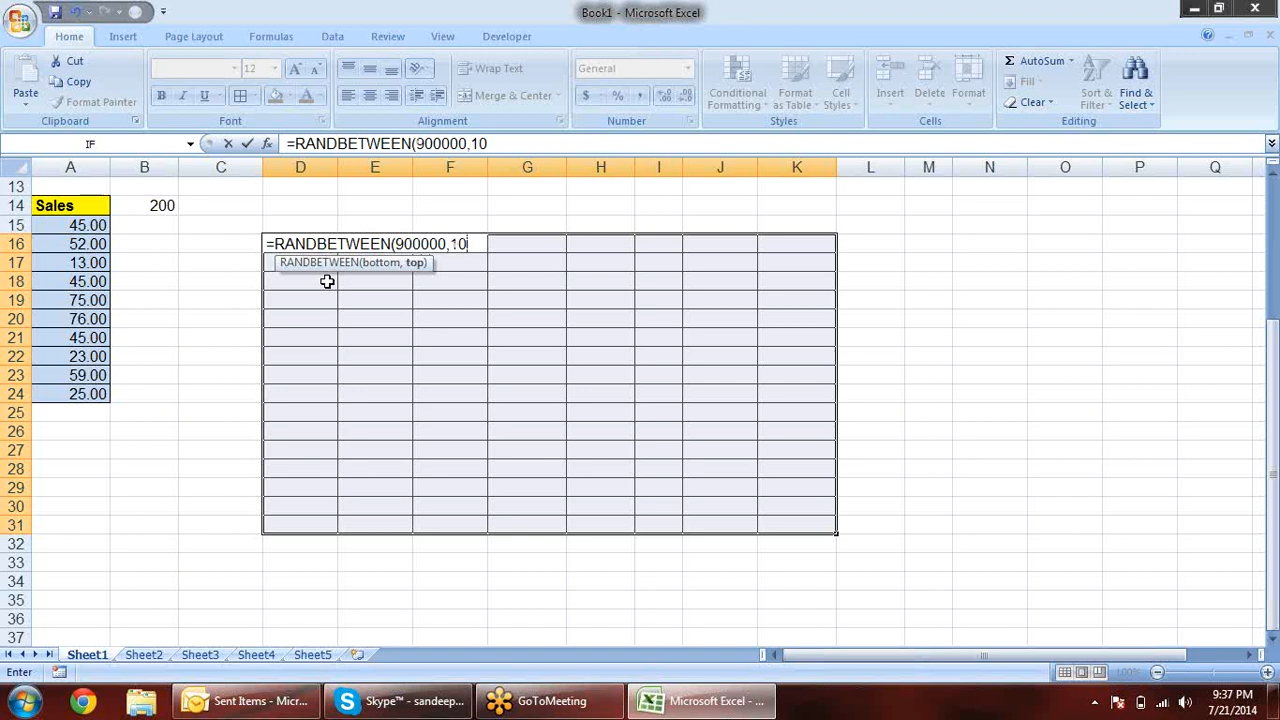 Book1 - Microsoft Excel
Home Insert Page Layout Formulas Data Review View Developer
Paste
Cut
Copy
Format Painter
Clipboard
12
A A
B I U
A
Font
Wrap Text
Merge & Center
Alignment
General
$ % ,
Number
Conditional Formatting
Format as Table
Cell Styles
Styles
Insert
Delete
Format
Cells
Σ AutoSum
Fill
Clear
Sort & Filter
Find & Select
Editing
IF
fx
=RANDBETWEEN(900000,10
A B C D E F G H I J K L M N O P Q
13
14 Sales 200
15 45.00
16 52.00 =RANDBETWEEN(900000,10
17 13.00 RANDBETWEEN(bottom, top)
18 45.00
19 75.00
20 76.00
21 45.00
22 23.00
23 59.00
24 25.00
25
26
27
28
29
30
31
32
33
34
35
36
37
Sheet1 Sheet2 Sheet3 Sheet4 Sheet5
Enter 100%
Sent Items - Micr...
Skype™ - sandeep...
GoToMeeting
Microsoft Excel - ...
9:37 PM
7/21/2014